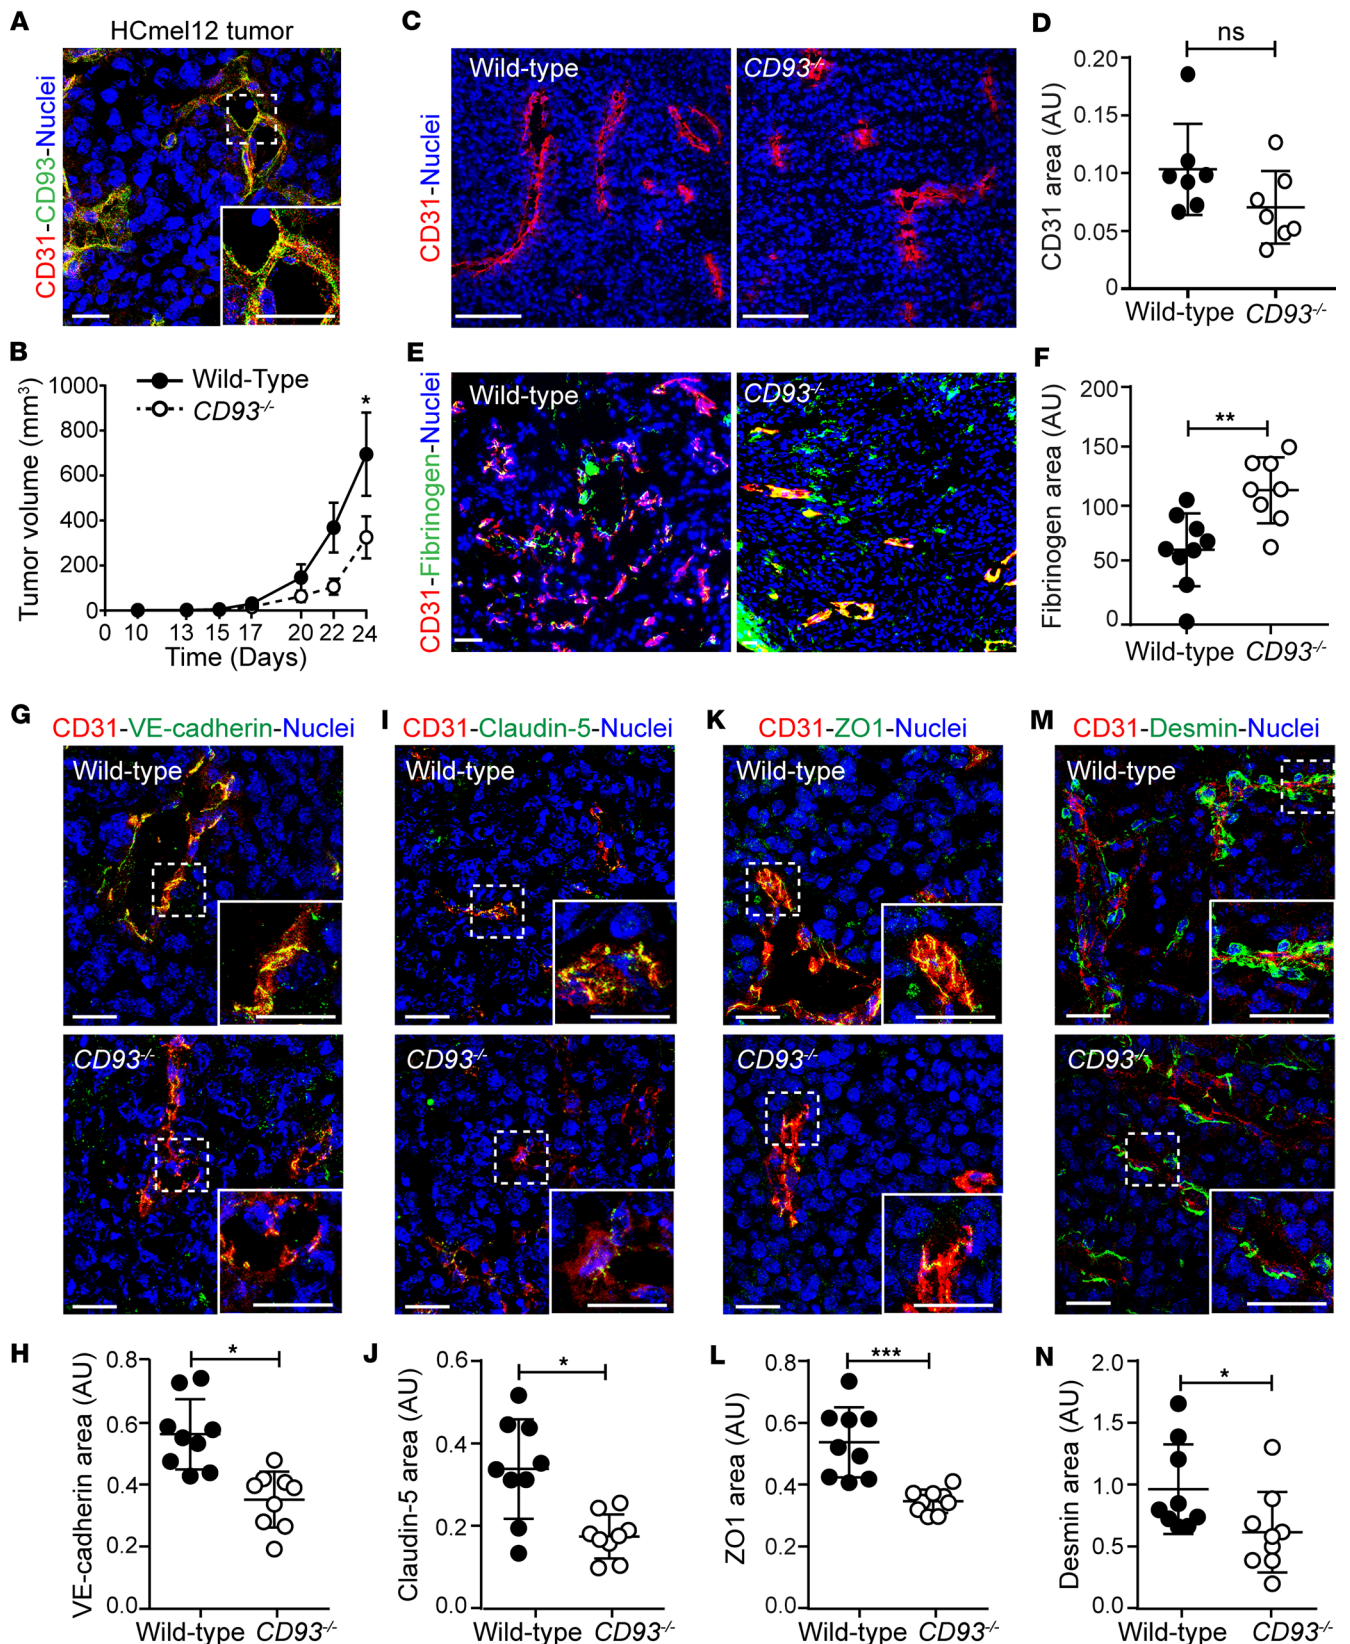 A
HCmel12 tumor
CD31-CD93-Nuclei
B
Tumor volume (mm³)
1000
800
600
400
200
0
Wild-Type
CD93-/-
*
0 10 13 15 17 20 22 24
Time (Days)
C
CD31-Nuclei
Wild-type
CD93-/-
D
CD31 area (AU)
ns
0.20
0.15
0.10
0.05
0
Wild-type CD93-/-
E
CD31-Fibrinogen-Nuclei
Wild-type
CD93-/-
F
Fibrinogen area (AU)
**
200
150
100
50
0
Wild-type CD93-/-
G
CD31-VE-cadherin-Nuclei
Wild-type
CD93-/-
I
CD31-Claudin-5-Nuclei
Wild-type
CD93-/-
K
CD31-ZO1-Nuclei
Wild-type
CD93-/-
M
CD31-Desmin-Nuclei
Wild-type
CD93-/-
H
VE-cadherin area (AU)
*
0.8
0.6
0.4
0.2
0.0
Wild-type CD93-/-
J
Claudin-5 area (AU)
*
0.6
0.4
0.2
0.0
Wild-type CD93-/-
L
ZO1 area (AU)
***
0.8
0.6
0.4
0.2
0.0
Wild-type CD93-/-
N
Desmin area (AU)
*
2.0
1.5
1.0
0.5
0.0
Wild-type CD93-/-